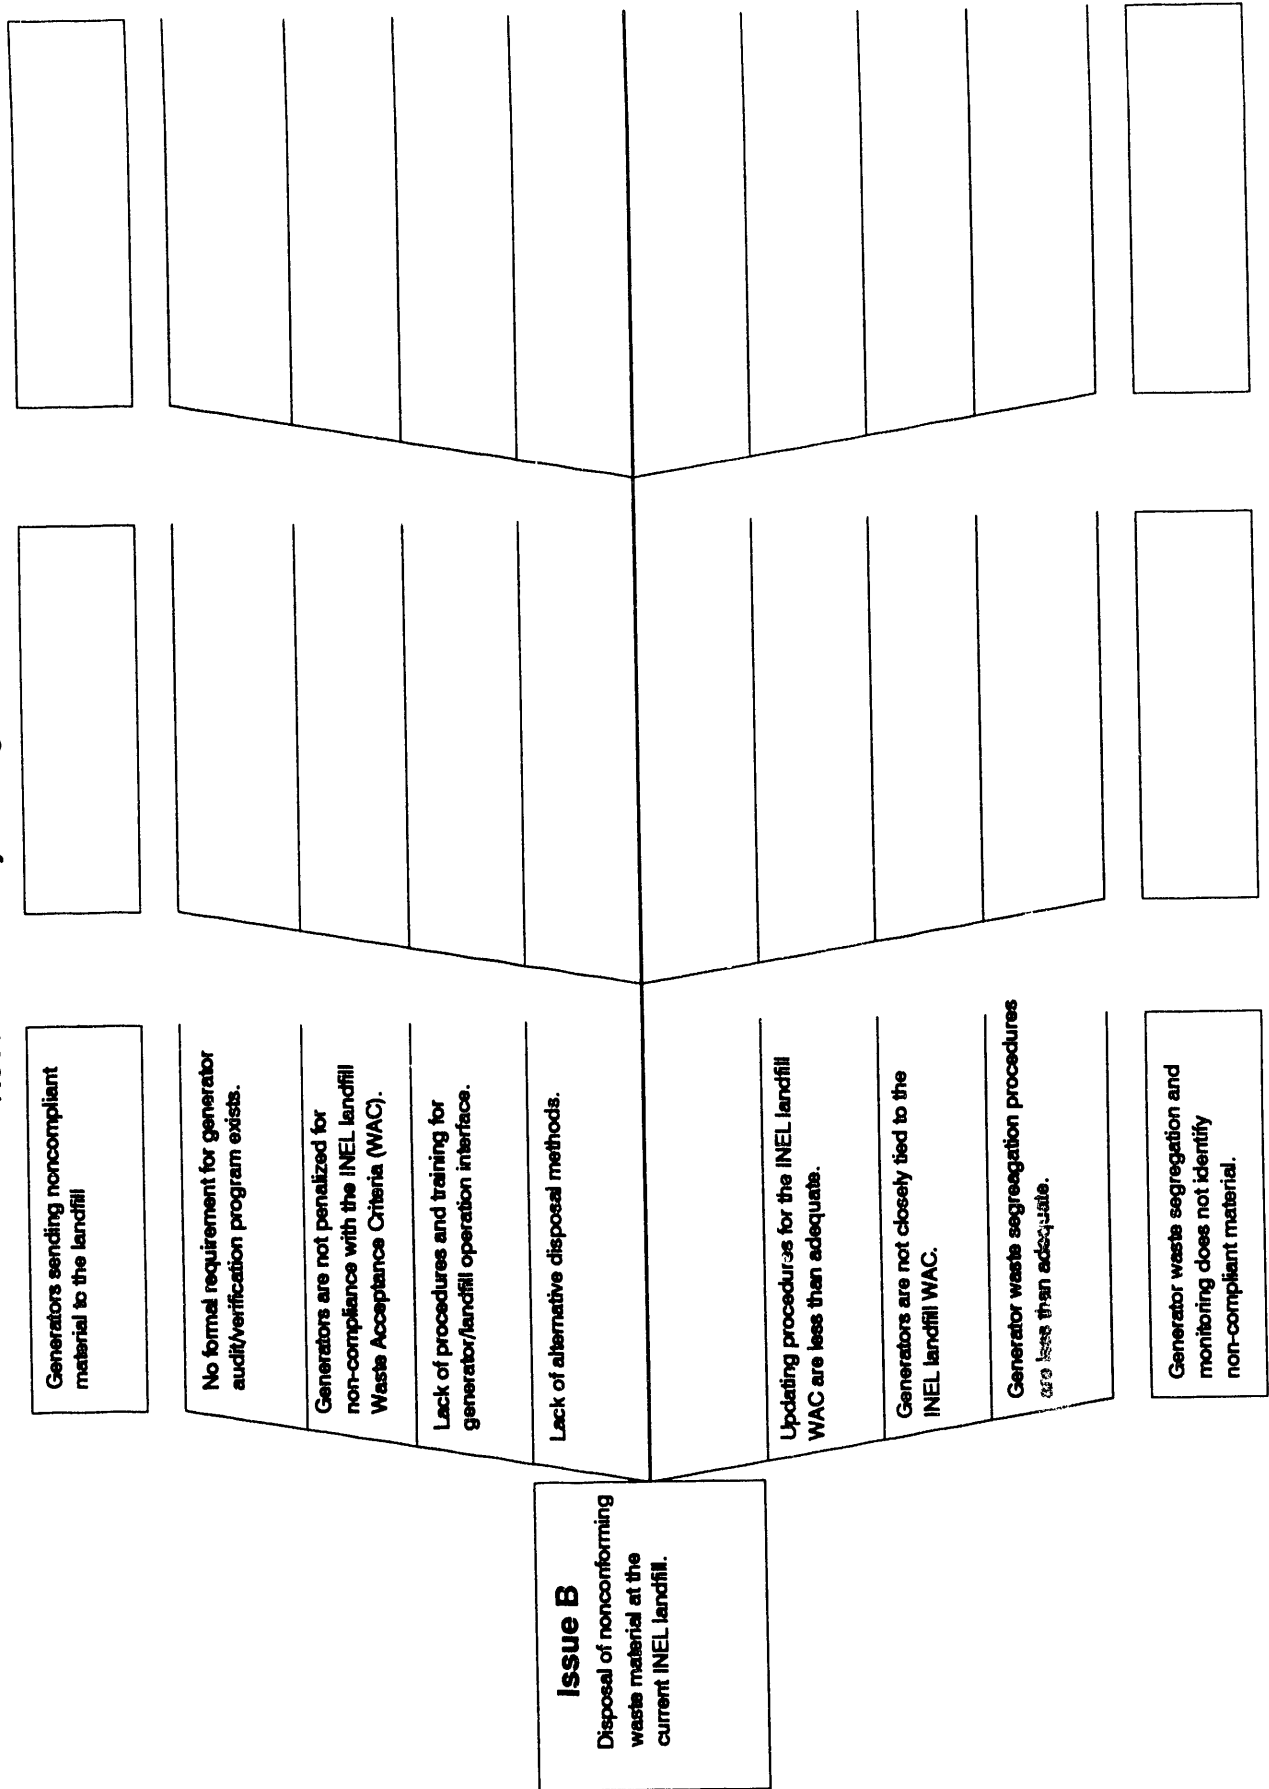 Generators sending noncompliant
material to the landfill
No formal requirement for generator
audit/verification program exists.
Generators are not penalized for
non-compliance with the INEL landfill
Waste Acceptance Criteria (WAC).
Lack of procedures and training for
generator/landfill operation interface.
Lack of alternative disposal methods.
Issue B
Disposal of nonconforming
waste material at the
current INEL landfill.
Updating procedures for the INEL landfill
WAC are less than adequate.
Generators are not closely tied to the
INEL landfill WAC.
Generator waste segreagation procedures
are less than adequate.
Generator waste segregation and
monitoring does not identify
non-compliant material.